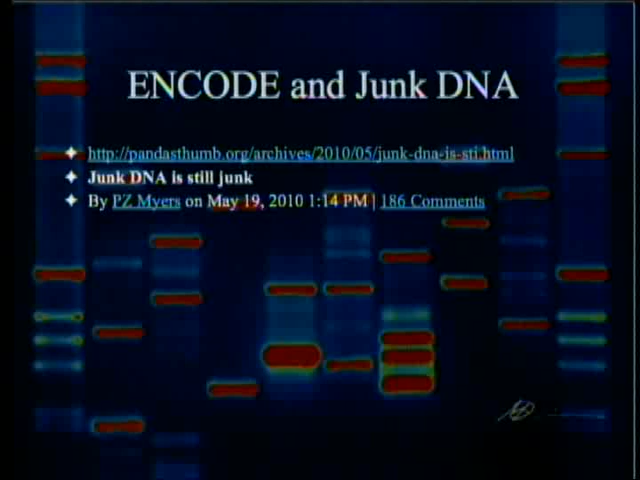 ENCODE and Junk DNA
http://pandasthumb.org/archives/2010/05/junk-dna-is-sti.html
Junk DNA is still junk
By PZ Myers on May 19, 2010 1:14 PM | 186 Comments